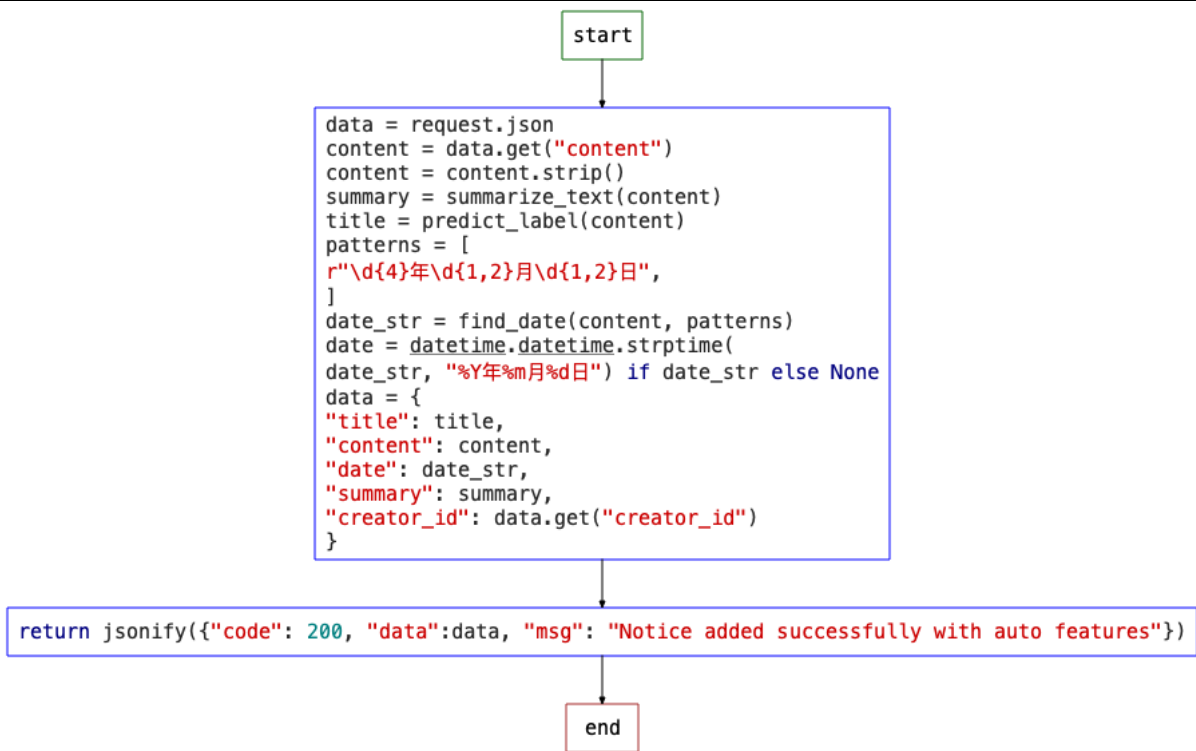 start
data = request.json
content = data.get("content")
content = content.strip()
summary = summarize_text(content)
title = predict_label(content)
patterns = [
r"\d{4}年\d{1,2}月\d{1,2}日",
]
date_str = find_date(content, patterns)
date = datetime.datetime.strptime(
date_str, "%Y年%m月%d日") if date_str else None
data = {
"title": title,
"content": content,
"date": date_str,
"summary": summary,
"creator_id": data.get("creator_id")
}
return jsonify({"code": 200, "data":data, "msg": "Notice added successfully with auto features"})
end